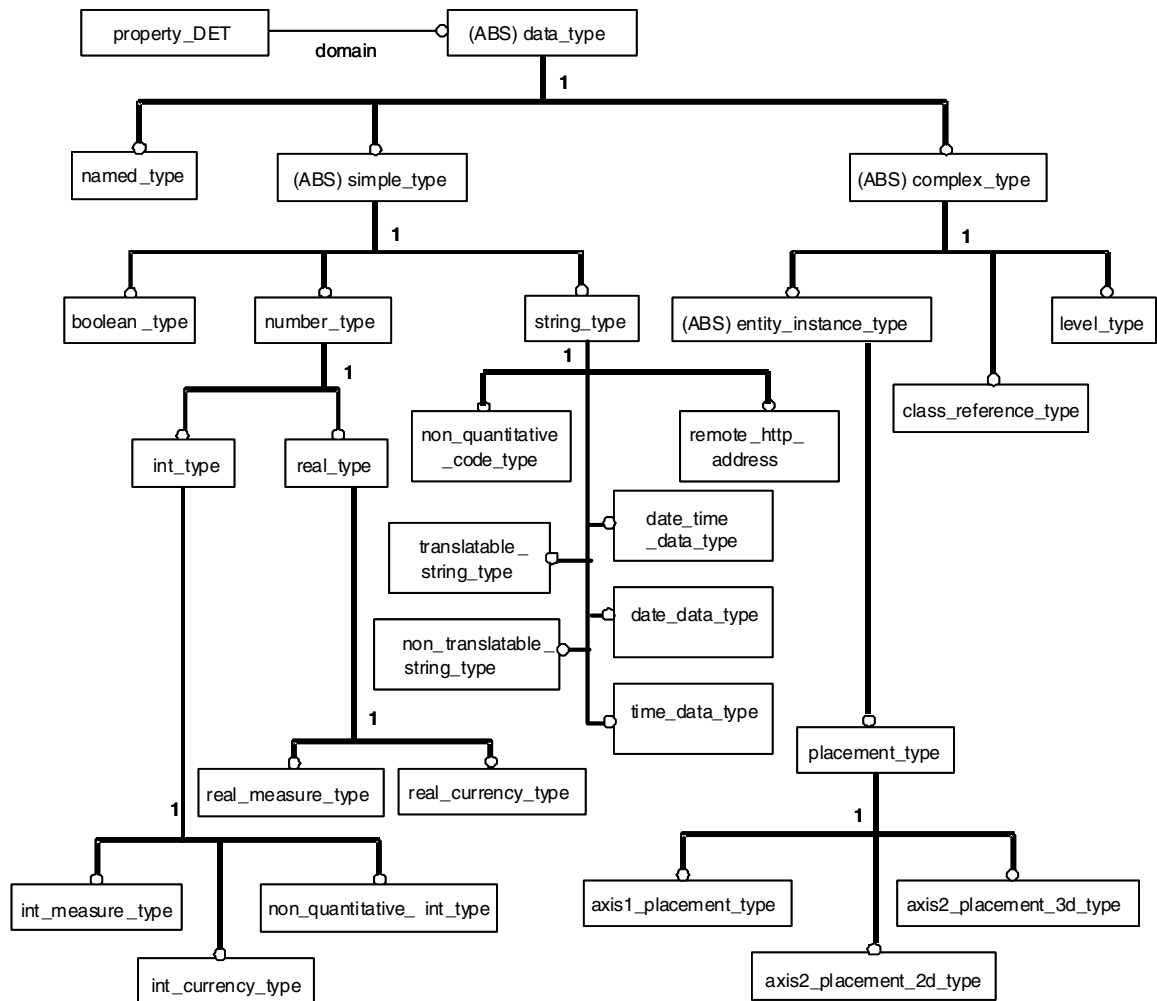 property_DET
(ABS) data_type
domain
1
named_type
(ABS) simple_type
(ABS) complex_type
1
1
boolean _type
number_type
string_type
(ABS) entity_instance_type
level_type
1
1
class_reference_type
non_quantitative
_code_type
remote_http_
address
int_type
real_type
date_time
_data_type
translatable_
string_type
date_data_type
non_translatable_
string_type
time_data_type
1
placement_type
real_measure_type
real_currency_type
1
1
int_measure_type
non_quantitative_ int_type
axis1_placement_type
axis2_placement_3d_type
int_currency_type
axis2_placement_2d_type